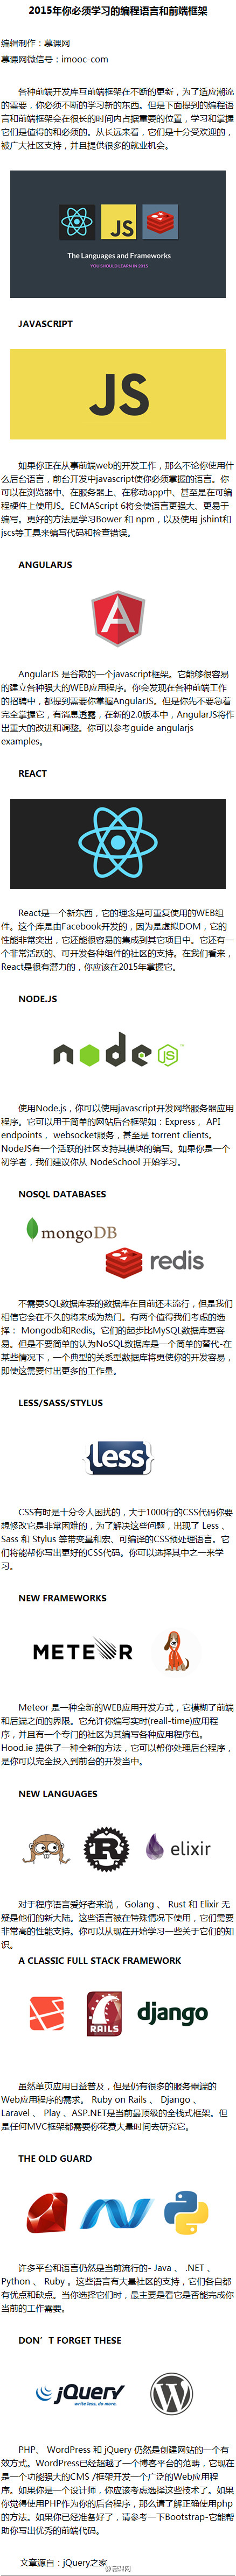 2015年你必须学习的编程语言和前端框架
编辑制作：慕课网
慕课网微信号：imooc-com
各种前端开发库互前端框架在不断的更新，为了适应潮流
的需要，你必须不断的学习新的东西。但是下面提到的编程语
言和前端框架会在很长的时间内占据重要的位置，学习和掌握
它们是值得的和必须的。从长远来看，它们是十分受欢迎的，
被广大社区支持，并且提供很多的就业机会。
JS
The Languages and Frameworks
YOU SHOULD LEARN IN 2015
JAVASCRIPT
JS
如果你正在从事前端web的开发工作，那么不论你使用什
么后台语言，前台开发中javascript使你必须掌握的语言。你
可以在浏览器中、在服务器上、在移动app中、甚至是在可编
程硬件上使用JS。ECMAScript 6将会使语言更强大、更易于
编写。更好的方法是学习Bower 和 npm，以及使用 jshint和
jscs等工具来编写代码和检查错误。
ANGULARJS
A
AngularJS 是谷歌的一个javascript框架。它能够很容易
的建立各种强大的WEB应用程序。你会发现在各种前端工作
的招聘中，都提到需要你掌握AngularJS。但是你先不要急着
完全掌握它，有消息透露，在新的2.0版本中，AngularJS将作
出重大的改进和调整。你可以参考guide angularjs
examples。
REACT
React是一个新东西，它的理念是可重复使用的WEB组
件。这个库是由Facebook开发的，因为是虚拟DOM，它的
性能非常突出，它还能很容易的集成到其它项目中。它还有一
个非常活跃的、可开发各种组件的社区的支持。在我们看来，
React是很有潜力的，你应该在2015年掌握它。
NODE.JS
node JS
使用Node.js，你可以使用javascript开发网络服务器应用
程序。它可以用于简单的网站后台框架如：Express ，API
endpoints ，websocket服务，甚至是 torrent clients。
NodeJS有一个活跃的社区支持其模块的编写。如果你是一个
初学者，我们建议你从 NodeSchool 开始学习。
NOSQL DATABASES
mongoDB
redis
不需要SQL数据库表的数据库在目前还未流行，但是我们
相信它会在不久的将来成为热门。有两个值得我们考虑的选
择： Mongodb和Redis。它们的起步比MySQL数据库更容
易。但是不要简单的认为NoSQL数据库是一个简单的替代-在
某些情况下，一个典型的关系型数据库将更使你的开发容易，
即使这需要付出更多的工作量。
LESS/SASS/STYLUS
{less}
CSS有时是十分令人困扰的，大于1000行的CSS代码你要
想修改它是非常困难的，为了解决这些问题，出现了 Less 、
Sass 和 Stylus 等带变量和宏、可编译的CSS预处理语言。它
们将能帮你写出更好的CSS代码。你可以选择其中之一来学
习。
NEW FRAMEWORKS
METEOR
Meteor 是一种全新的WEB应用开发方式，它模糊了前端
和后端之间的界限。它允许你编写实时(reall-time)应用程
序，并且有一个专门的社区为其编写各种应用程序包。
Hood.ie 提供了一种全新的方法，它可以帮你处理后台程序，
是你可以完全投入到前台的开发当中。
NEW LANGUAGES
R elixir
对于程序语言爱好者来说， Golang 、 Rust 和 Elixir 无
疑是他们的新大陆。这些语言被在特殊情况下使用，它们需要
非常高的性能支持。你可以从现在开始学习一些关于它们的知
识。
A CLASSIC FULL STACK FRAMEWORK
RAILS django
虽然单页应用日益普及，但是仍有很多的服务器端的
Web应用程序的需求。 Ruby on Rails 、 Django 、
Laravel 、 Play 、ASP.NET是当前最顶级的全栈式框架。但
是任何MVC框架都需要你花费大量时间去研究它。
THE OLD GUARD
许多平台和语言仍然是当前流行的- Java 、 .NET 、
Python 、 Ruby 。这些语言有大量社区的支持，它们各自都
有优点和缺点。当你选择它们时，最主要是看它是否能完成你
当前的工作需要。
DON'T FORGET THESE
jQuery
write less, do more.
W
PHP、 WordPress 和 jQuery 仍然是创建网站的一个有
效方式。WordPress已经超越了一个博客平台的范畴，它现在
是一个功能强大的CMS /框架开发一个广泛的Web应用程
序。如果你是一个设计师，你应该考虑选择这些技术了。如果
你觉得使用PHP作为你的后台程序，那么请了解正确使用php
的方法。如果你已经准备好了，请参考一下Bootstrap-它能帮
助你写出优秀的前端代码。
文章源自：jQuery之家
@慕课网